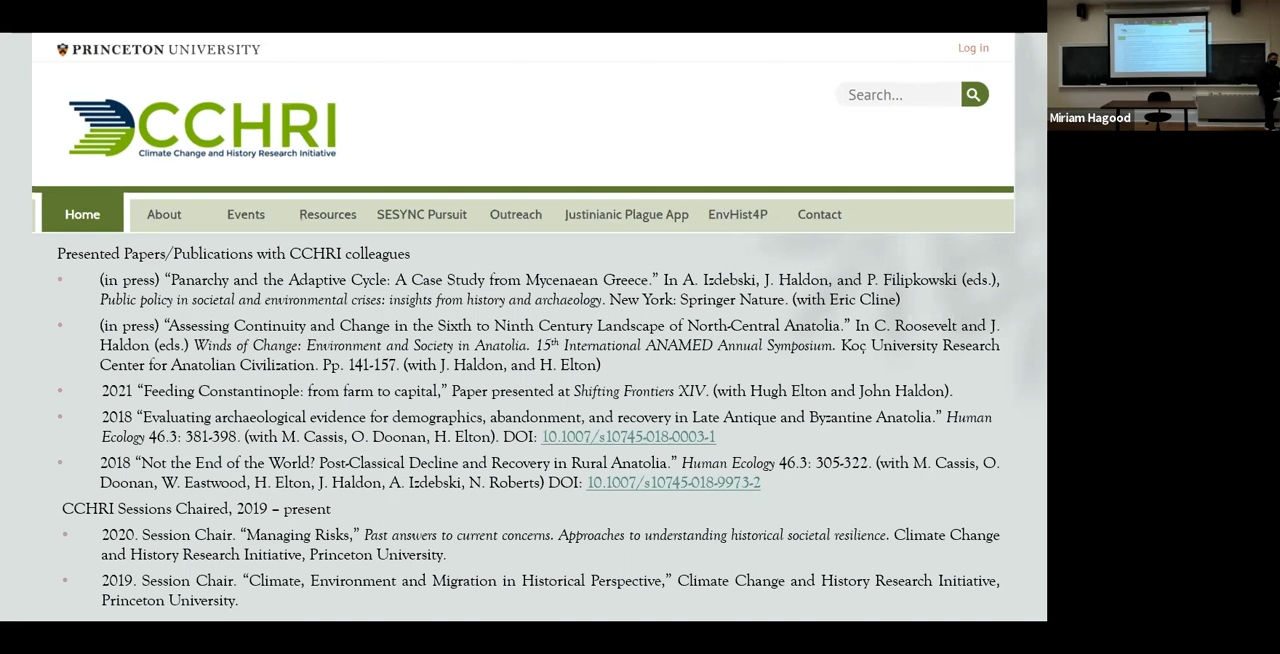 PRINCETON UNIVERSITY
Log in
CCHRI
Climate Change and History Research Initiative
Search...
Home About Events Resources SESYNC Pursuit Outreach Justinianic Plague App EnvHist4P Contact
Miriam Hagood
Presented Papers/Publications with CCHRI colleagues
• (in press) “Panarchy and the Adaptive Cycle: A Case Study from Mycenaean Greece.” In A. Izdebski, J. Haldon, and P. Filipkowski (eds.),
Public policy in societal and environmental crises: insights from history and archaeology. New York: Springer Nature. (with Eric Cline)
• (in press) “Assessing Continuity and Change in the Sixth to Ninth Century Landscape of North-Central Anatolia.” In C. Roosevelt and J.
Haldon (eds.) Winds of Change: Environment and Society in Anatolia. 15th International ANAMED Annual Symposium. Koç University Research
Center for Anatolian Civilization. Pp. 141-157. (with J. Haldon, and H. Elton)
• 2021 “Feeding Constantinople: from farm to capital,” Paper presented at Shifting Frontiers XIV. (with Hugh Elton and John Haldon).
• 2018 “Evaluating archaeological evidence for demographics, abandonment, and recovery in Late Antique and Byzantine Anatolia.” Human
Ecology 46.3: 381-398. (with M. Cassis, O. Doonan, H. Elton). DOI: 10.1007/s10745-018-0003-1
• 2018 “Not the End of the World? Post-Classical Decline and Recovery in Rural Anatolia.” Human Ecology 46.3: 305-322. (with M. Cassis, O.
Doonan, W. Eastwood, H. Elton, J. Haldon, A. Izdebski, N. Roberts) DOI: 10.1007/s10745-018-9973-2
CCHRI Sessions Chaired, 2019 – present
• 2020. Session Chair. “Managing Risks,” Past answers to current concerns. Approaches to understanding historical societal resilience. Climate Change
and History Research Initiative, Princeton University.
• 2019. Session Chair. “Climate, Environment and Migration in Historical Perspective,” Climate Change and History Research Initiative,
Princeton University.